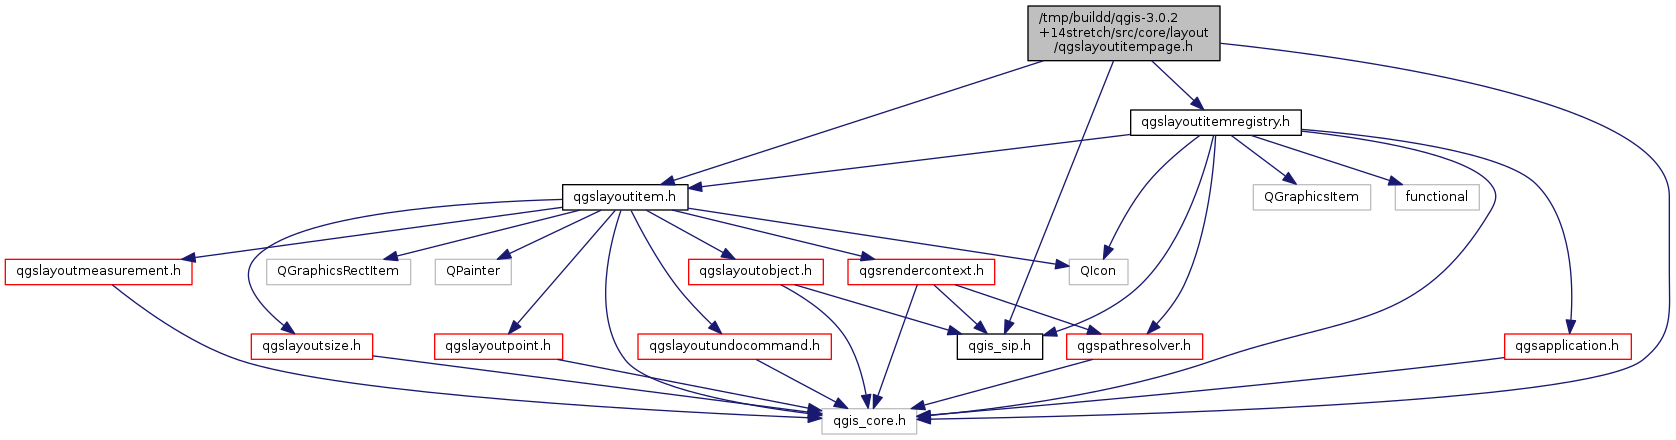 /tmp/buildd/qgis-3.0.2
+14stretch/src/core/layout
/qgslayoutitempage.h
qgslayoutitemregistry.h
qgslayoutitem.h
QGraphicsItem
functional
qgslayoutmeasurement.h
QGraphicsRectItem
QPainter
qgslayoutobject.h
qgsrendercontext.h
QIcon
qgslayoutsize.h
qgslayoutpoint.h
qgslayoutundocommand.h
qgis_sip.h
qgspathresolver.h
qgsapplication.h
qgis_core.h